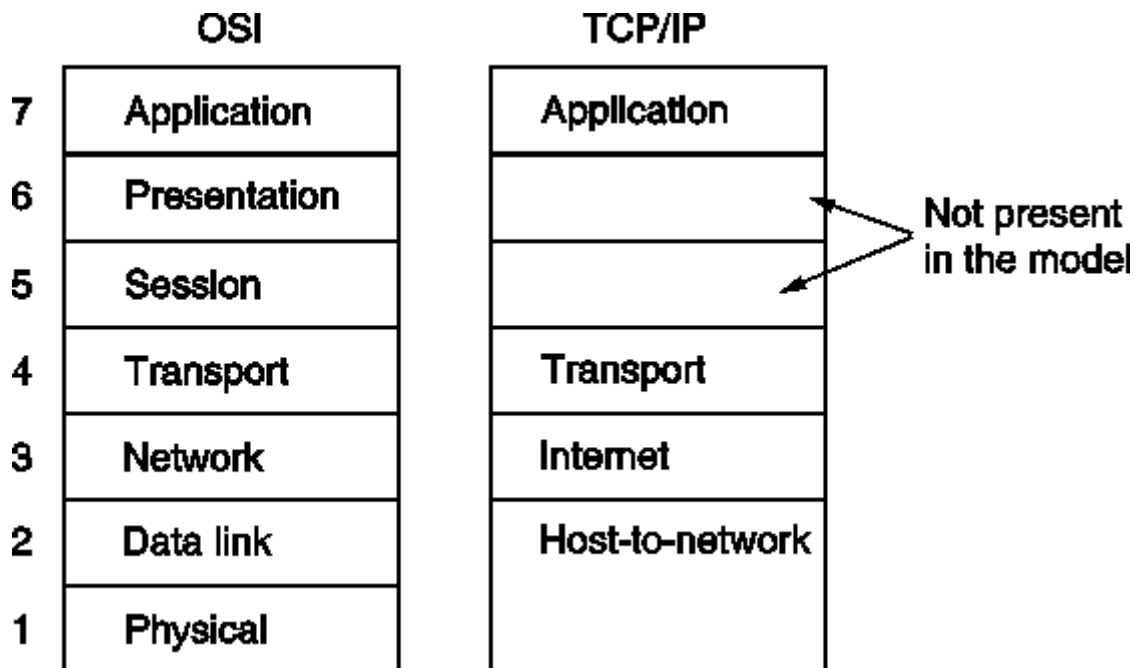 OSI TCP/IP
7 Application Application
6 Presentation
Not present
in the model
5 Session
4 Transport Transport
3 Network Internet
2 Data link Host-to-network
1 Physical